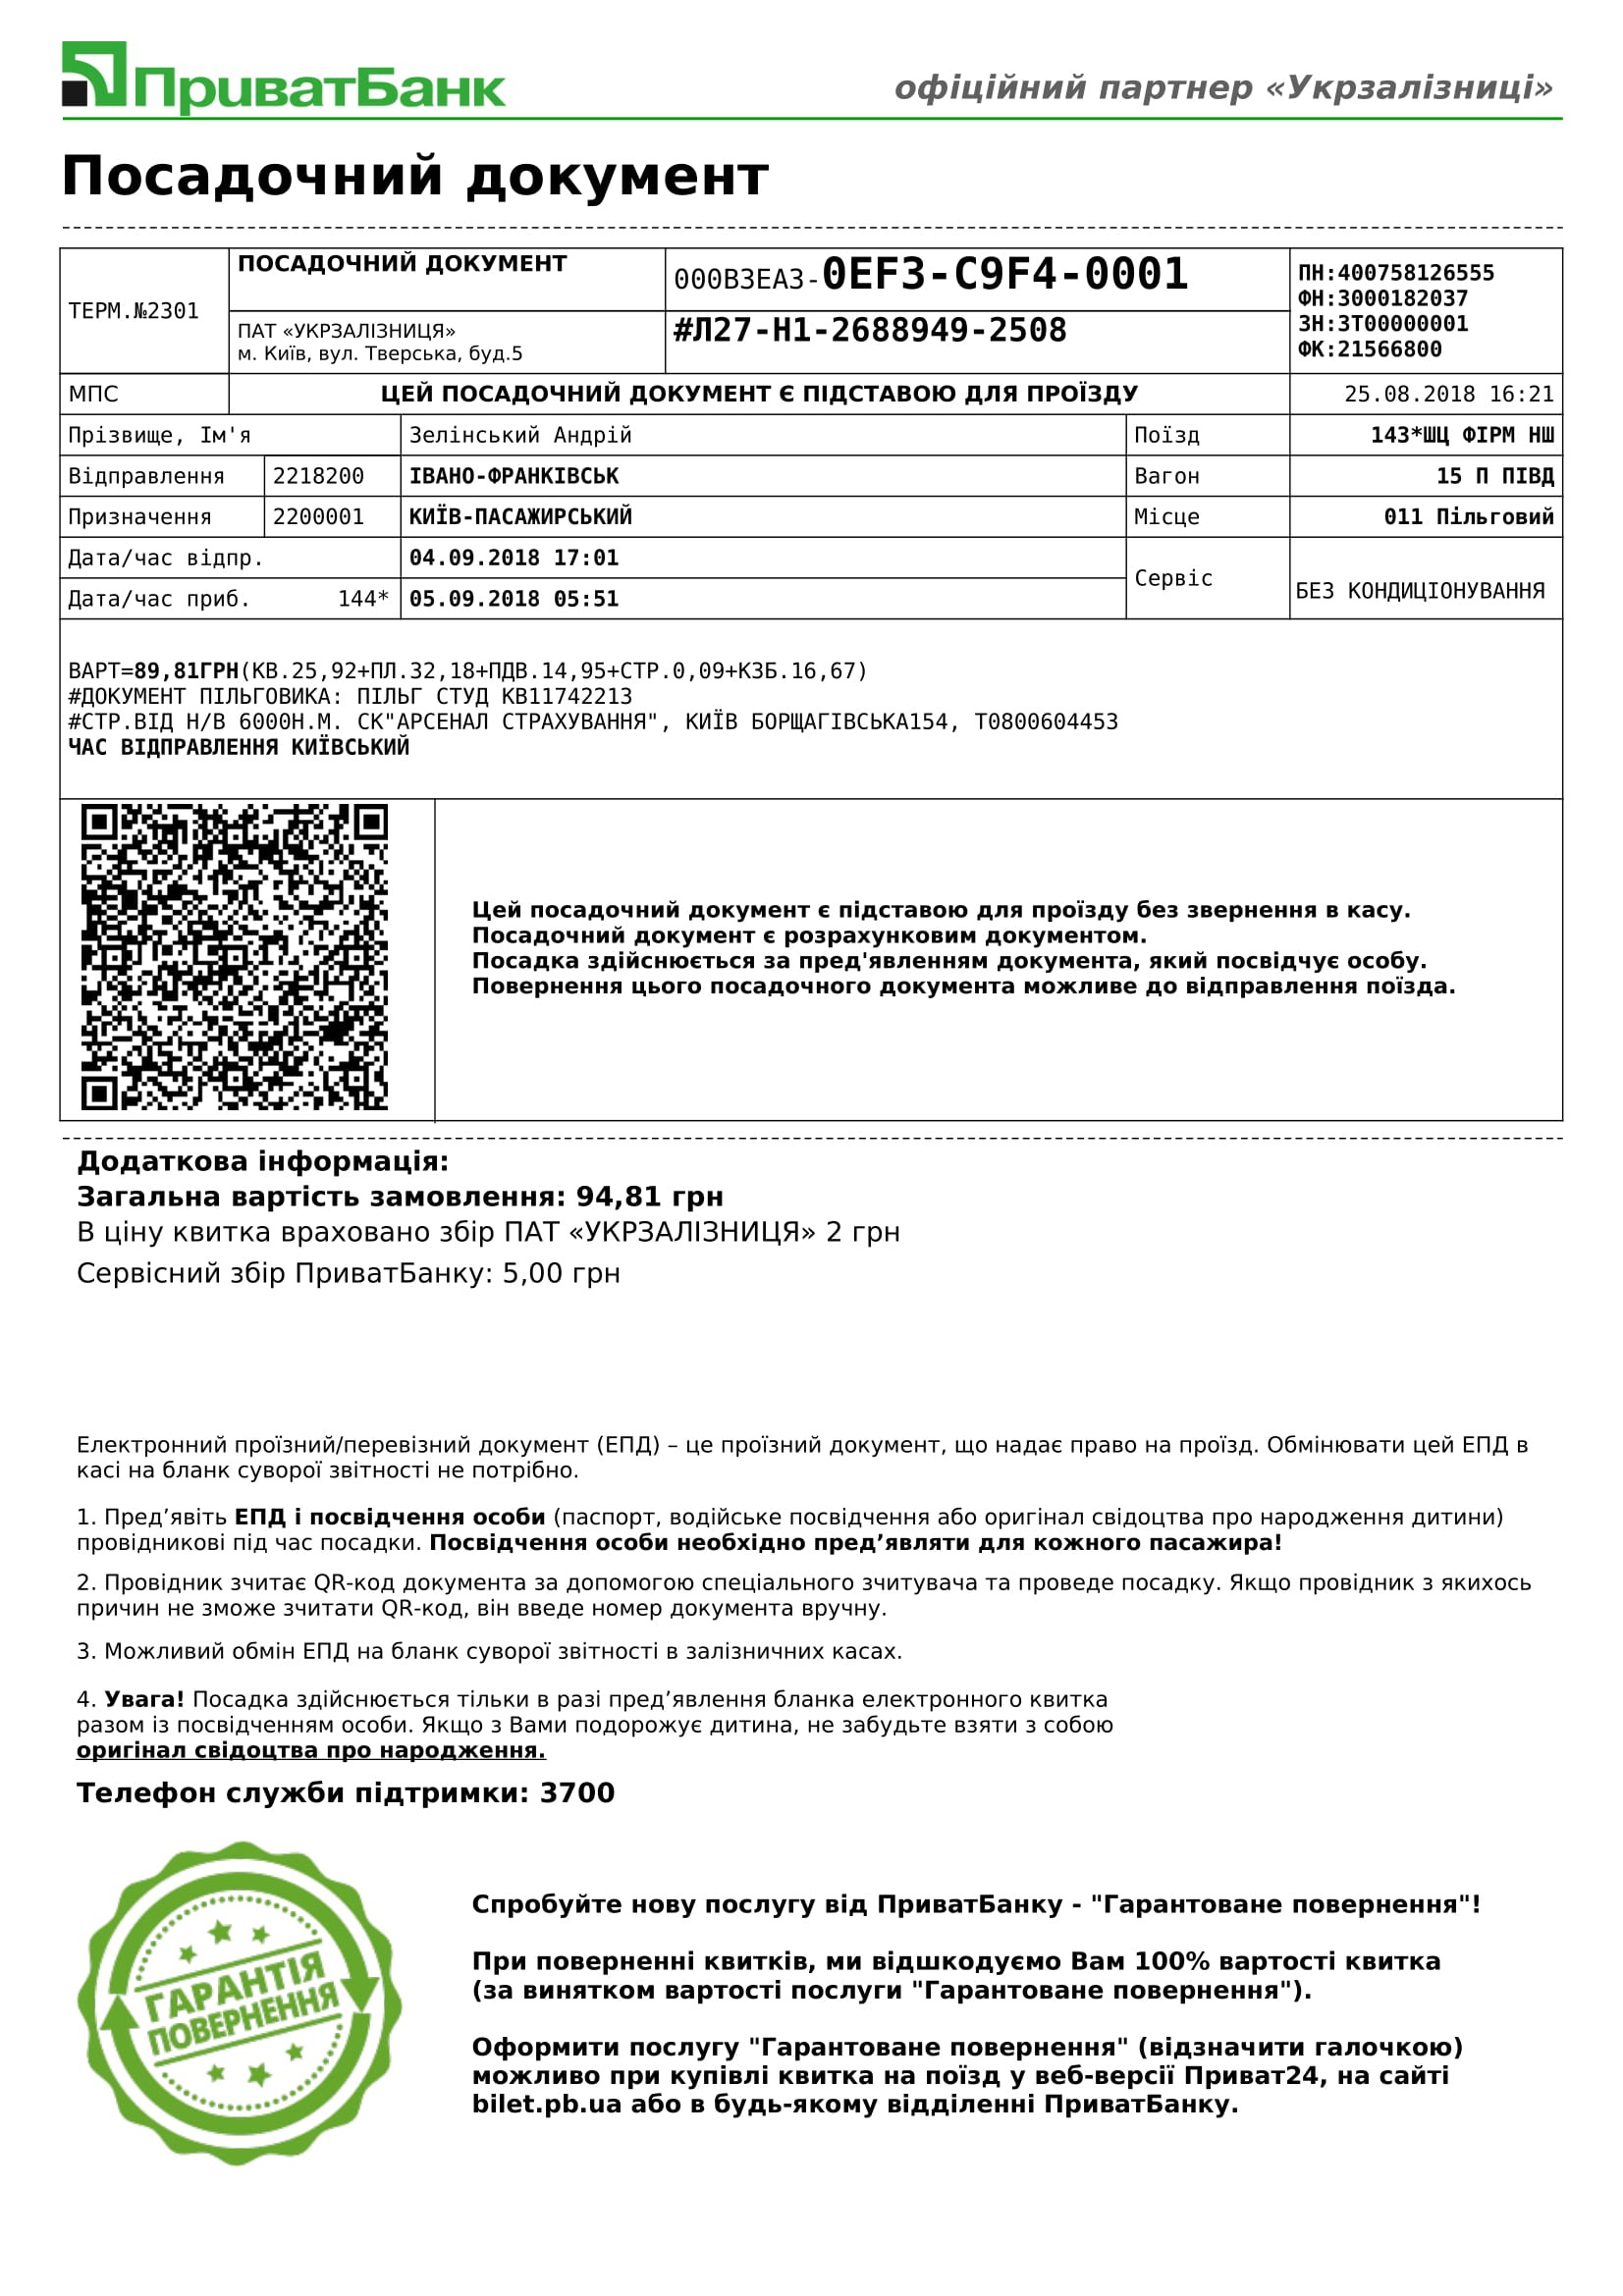 ПриватБанк
офіційний партнер «Укрзалізниці»
Посадочний документ
ТЕРМ.№2301
ПОСАДОЧНИЙ ДОКУМЕНТ
000B3EA3-0EF3-C9F4-0001
ПН:400758126555
ФН:3000182037
ЗН:ЗТ00000001
ФК:21566800
ПАТ «УКРЗАЛІЗНИЦЯ»
м. Київ, вул. Тверська, буд.5
#Л27-Н1-2688949-2508
МПС
ЦЕЙ ПОСАДОЧНИЙ ДОКУМЕНТ Є ПІДСТАВОЮ ДЛЯ ПРОЇЗДУ
25.08.2018 16:21
Прізвище, Ім'я Зелінський Андрій Поїзд 143*ШЦ ФІРМ НШ
Відправлення 2218200 ІВАНО-ФРАНКІВСЬК Вагон 15 П ПІВД
Призначення 2200001 КИЇВ-ПАСАЖИРСЬКИЙ Місце 011 Пільговий
Дата/час відпр. 04.09.2018 17:01
Сервіс БЕЗ КОНДИЦІОНУВАННЯ
Дата/час приб. 144* 05.09.2018 05:51
ВАРТ=89,81ГРН(КВ.25,92+ПЛ.32,18+ПДВ.14,95+СТР.0,09+КЗБ.16,67)
#ДОКУМЕНТ ПІЛЬГОВИКА: ПІЛЬГ СТУД КВ11742213
#СТР.ВІД Н/В 6000Н.М. СК"АРСЕНАЛ СТРАХУВАННЯ", КИЇВ БОРЩАГІВСЬКА154, Т0800604453
ЧАС ВІДПРАВЛЕННЯ КИЇВСЬКИЙ
Цей посадочний документ є підставою для проїзду без звернення в касу.
Посадочний документ є розрахунковим документом.
Посадка здійснюється за пред'явленням документа, який посвідчує особу.
Повернення цього посадочного документа можливе до відправлення поїзда.
Додаткова інформація:
Загальна вартість замовлення: 94,81 грн
В ціну квитка враховано збір ПАТ «УКРЗАЛІЗНИЦЯ» 2 грн
Сервісний збір ПриватБанку: 5,00 грн
Електронний проїзний/перевізний документ (ЕПД) – це проїзний документ, що надає право на проїзд. Обмінювати цей ЕПД в
касі на бланк суворої звітності не потрібно.
1. Пред’явіть ЕПД і посвідчення особи (паспорт, водійське посвідчення або оригінал свідоцтва про народження дитини)
провідникові під час посадки. Посвідчення особи необхідно пред’являти для кожного пасажира!
2. Провідник зчитає QR-код документа за допомогою спеціального зчитувача та проведе посадку. Якщо провідник з якихось
причин не зможе зчитати QR-код, він введе номер документа вручну.
3. Можливий обмін ЕПД на бланк суворої звітності в залізничних касах.
4. Увага! Посадка здійснюється тільки в разі пред’явлення бланка електронного квитка
разом із посвідченням особи. Якщо з Вами подорожує дитина, не забудьте взяти з собою
оригінал свідоцтва про народження.
Телефон служби підтримки: 3700
ГАРАНТІЯ
ПОВЕРНЕННЯ
Спробуйте нову послугу від ПриватБанку - "Гарантоване повернення"!
При поверненні квитків, ми відшкодуємо Вам 100% вартості квитка
(за винятком вартості послуги "Гарантоване повернення").
Оформити послугу "Гарантоване повернення" (відзначити галочкою)
можливо при купівлі квитка на поїзд у веб-версії Приват24, на сайті
bilet.pb.ua або в будь-якому відділенні ПриватБанку.